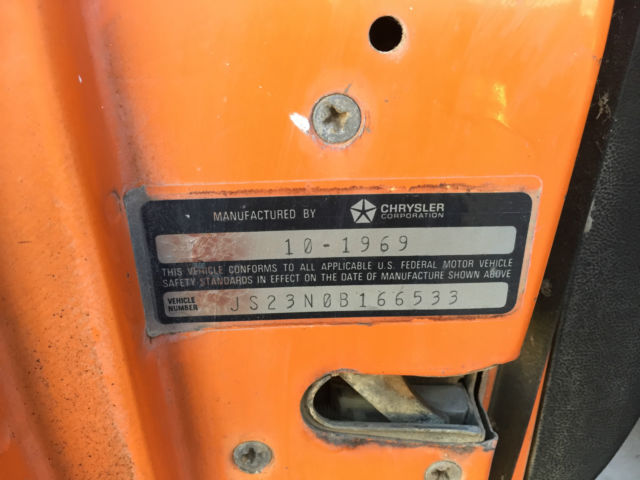 MANUFACTURED BY CHRYSLER CORPORATION
10-1969
THIS VEHICLE CONFORMS TO ALL APPLICABLE U.S. FEDERAL MOTOR VEHICLE
SAFETY STANDARDS IN EFFECT ON THE DATE OF MANUFACTURE SHOWN ABOVE
VEHICLE NUMBER JS23N0B166533